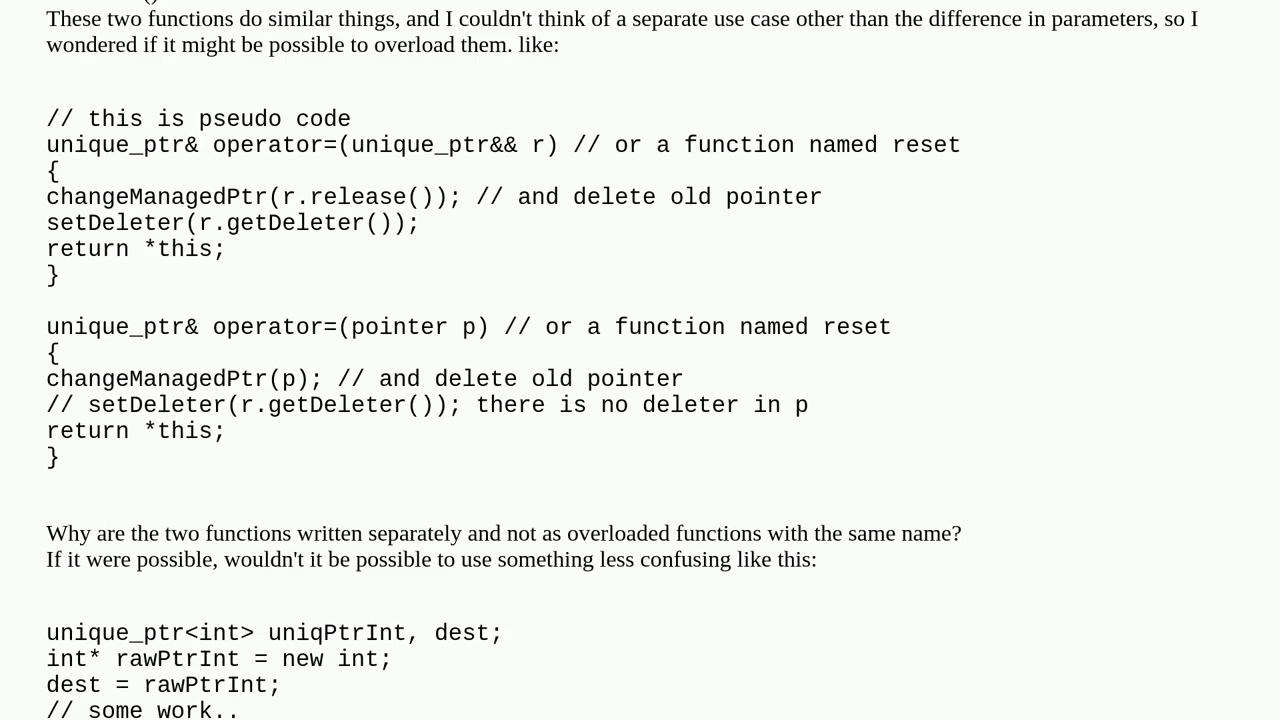 These two functions do similar things, and I couldn't think of a separate use case other than the difference in parameters, so I
wondered if it might be possible to overload them. like:
// this is pseudo code
unique_ptr& operator=(unique_ptr&& r) // or a function named reset
{
changeManagedPtr(r.release()); // and delete old pointer
setDeleter(r.getDeleter());
return *this;
}
unique_ptr& operator=(pointer p) // or a function named reset
{
changeManagedPtr(p); // and delete old pointer
// setDeleter(r.getDeleter()); there is no deleter in p
return *this;
}
Why are the two functions written separately and not as overloaded functions with the same name?
If it were possible, wouldn't it be possible to use something less confusing like this:
unique_ptr<int> uniqPtrInt, dest;
int* rawPtrInt = new int;
dest = rawPtrInt;
// some work..